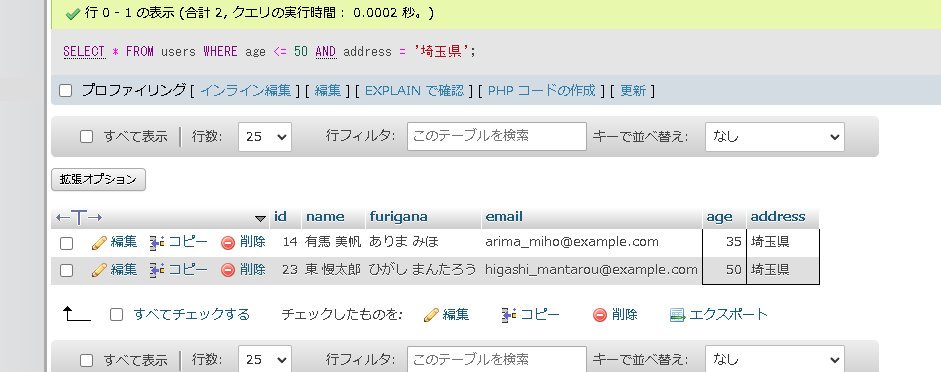 行 0 - 1 の表示 (合計 2, クエリの実行時間： 0.0002 秒。)
SELECT * FROM users WHERE age <= 50 AND address = '埼玉県';
プロファイリング [ インライン編集 ] [ 編集 ] [ EXPLAIN で確認 ] [ PHP コードの作成 ] [ 更新 ]
すべて表示 行数: 25 行フィルタ: このテーブルを検索 キーで並べ替え: なし
拡張オプション
←T→ id name furigana email age address
編集 コピー 削除 14 有馬 美帆 ありま みほ arima_miho@example.com 35 埼玉県
編集 コピー 削除 23 東 慢太郎 ひがし まんたろう higashi_mantarou@example.com 50 埼玉県
すべてチェックする チェックしたものを: 編集 コピー 削除 エクスポート
すべて表示 行数: 25 行フィルタ: このテーブルを検索 キーで並べ替え: なし